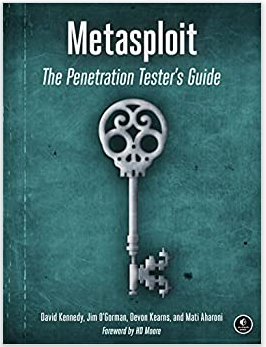 Metasploit
The Penetration Tester's Guide
David Kennedy, Jim O'Gorman, Devon Kearns, and Mati Aharoni
Foreword by HD Moore